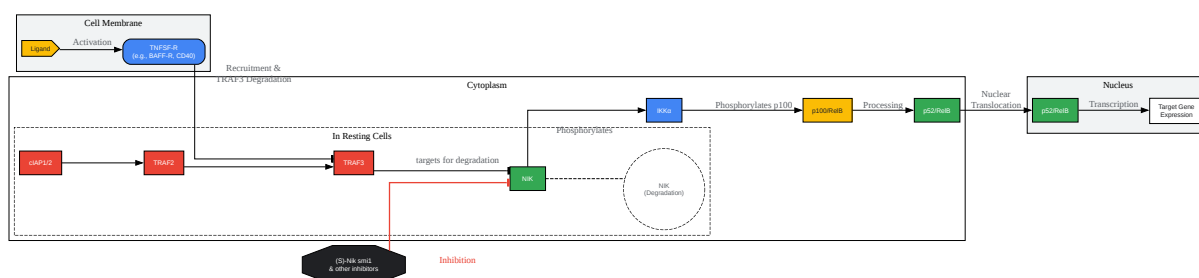 Cell Membrane
Ligand
Activation
TNFSF-R
(e.g., BAFF-R, CD40)
Recruitment &
TRAF3 Degradation
Cytoplasm
In Resting Cells
cIAP1/2
TRAF2
TRAF3
targets for degradation
NIK
Phosphorylates
NIK
(Degradation)
IKKα
Phosphorylates p100
p100/RelB
Processing
p52/RelB
Nuclear
Translocation
Nucleus
p52/RelB
Transcription
Target Gene
Expression
(S)-Nik smi1
& other inhibitors
Inhibition